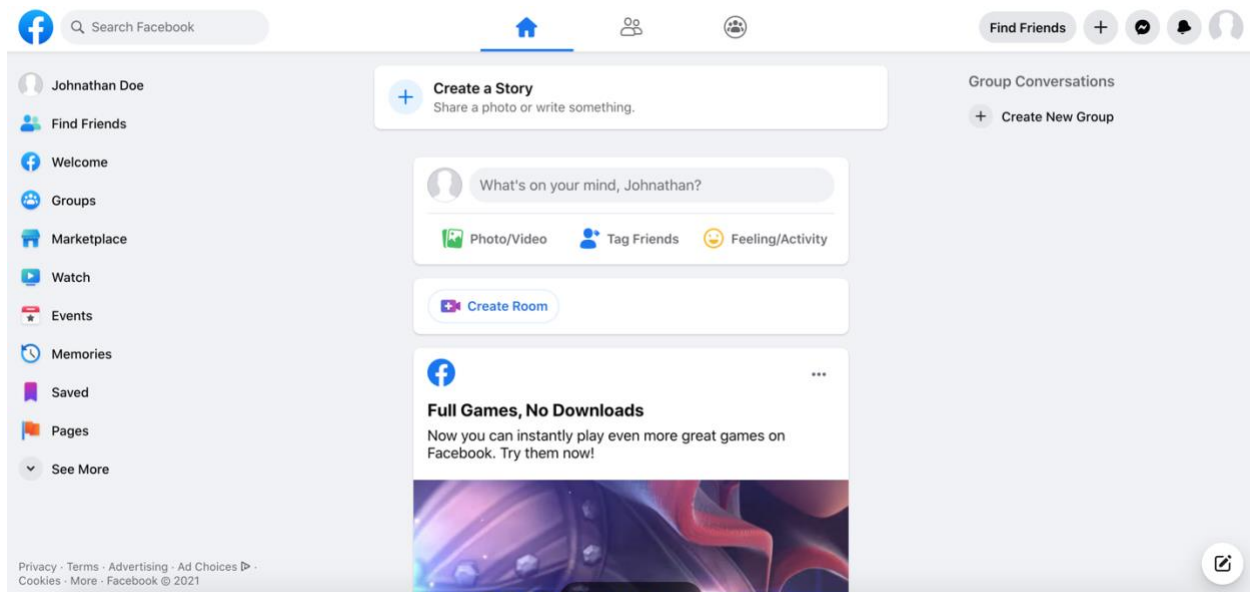 Search Facebook
Find Friends
Johnathan Doe
Find Friends
Welcome
Groups
Marketplace
Watch
Events
Memories
Saved
Pages
See More
Privacy · Terms · Advertising · Ad Choices ·
Cookies · More · Facebook © 2021
Create a Story
Share a photo or write something.
What's on your mind, Johnathan?
Photo/Video
Tag Friends
Feeling/Activity
Create Room
Full Games, No Downloads
Now you can instantly play even more great games on
Facebook. Try them now!
Group Conversations
Create New Group